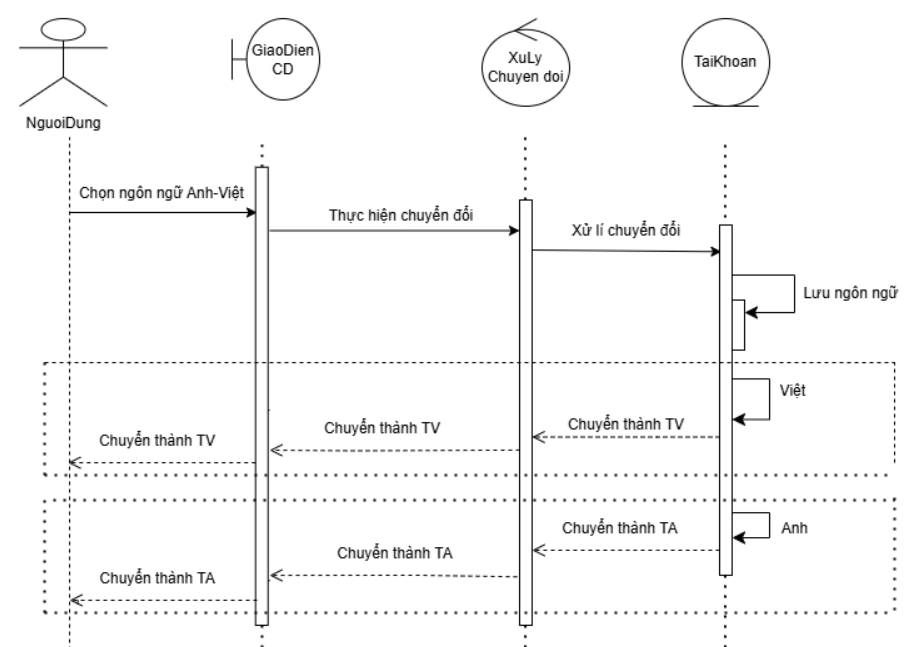 GiaoDien
CD
XuLy
Chuyen doi
TaiKhoan
NguoiDung
Chọn ngôn ngữ Anh-Việt
Thực hiện chuyển đổi
Xử lí chuyển đổi
Lưu ngôn ngữ
Việt
Chuyển thành TV
Chuyển thành TV
Chuyển thành TV
Anh
Chuyển thành TA
Chuyển thành TA
Chuyển thành TA